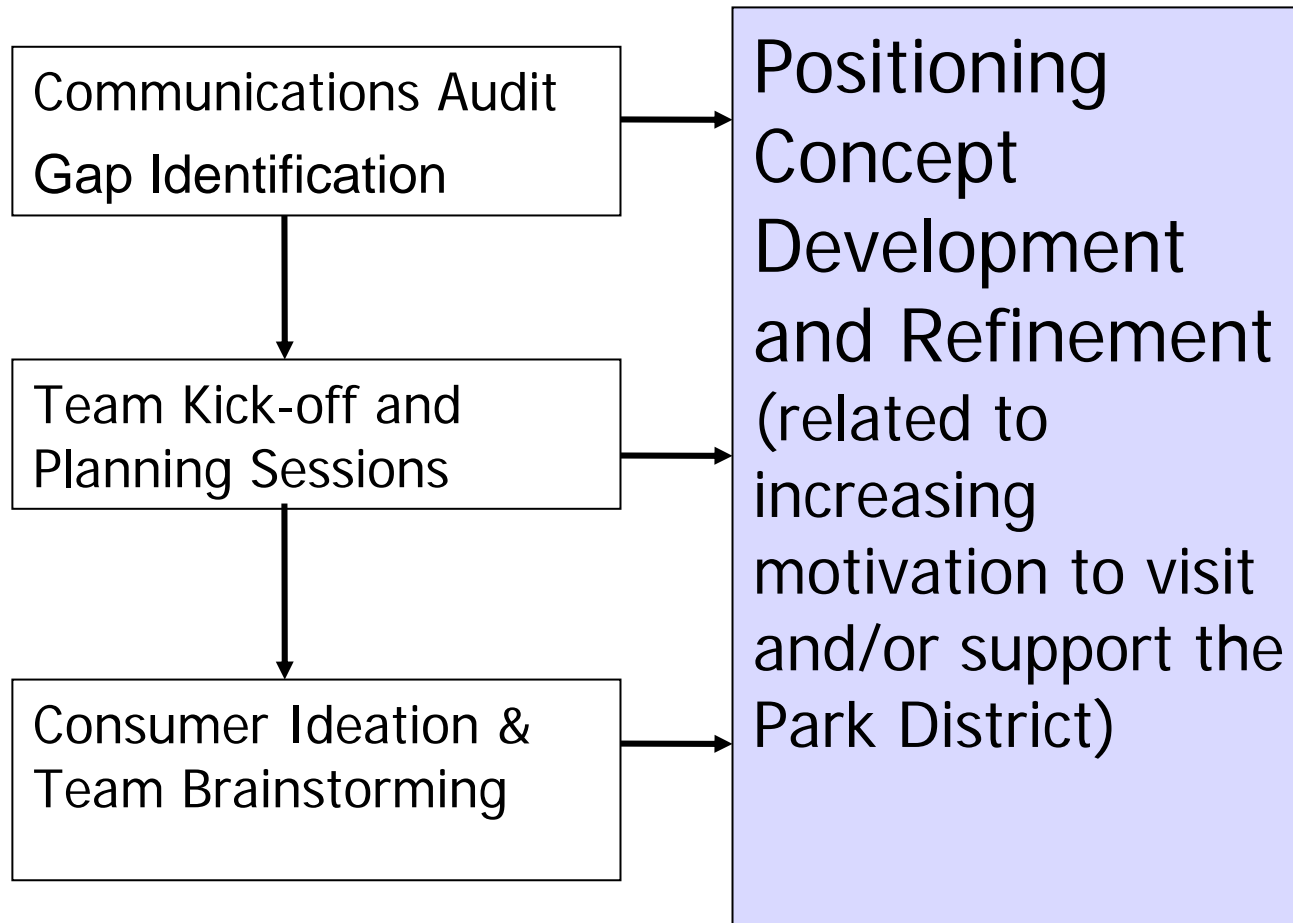 Communications Audit
Gap Identification
Team Kick-off and
Planning Sessions
Consumer Ideation &
Team Brainstorming
Positioning
Concept
Development
and Refinement
(related to
increasing
motivation to visit
and/or support the
Park District)